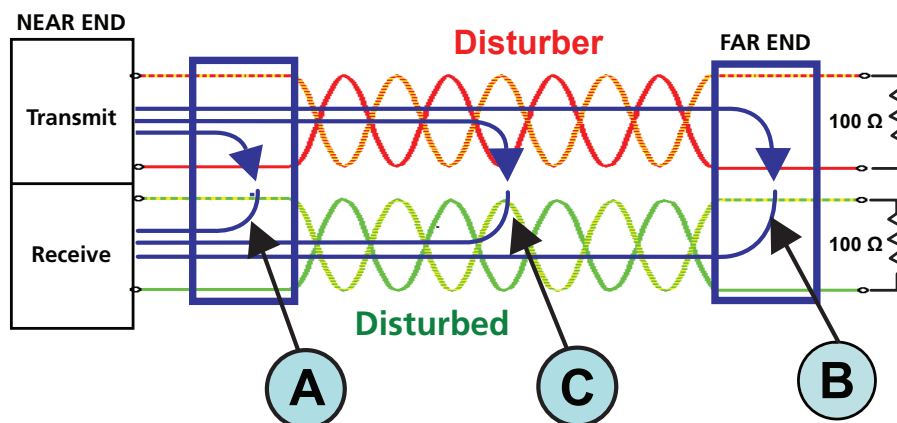 NEAR END
Disturber
FAR END
Transmit
100 Ω
Receive
100 Ω
Disturbed
A
C
B